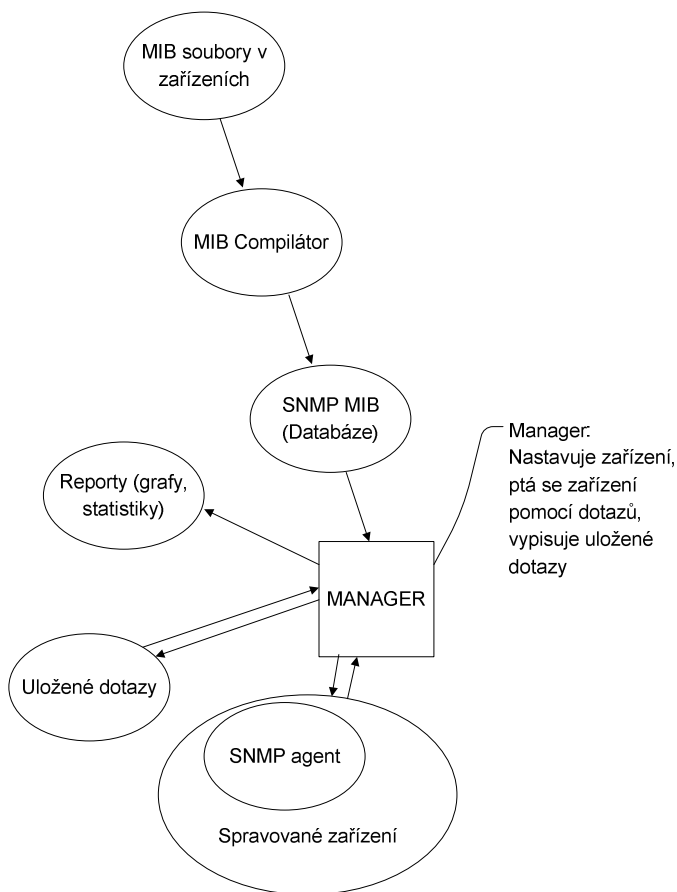 MIB soubory v
zařízeních
MIB Compilátor
SNMP MIB
(Databáze)
Manager:
Nastavuje zařízení,
ptá se zařízení
pomocí dotazů,
vypisuje uložené
dotazy
Reporty (grafy,
statistiky)
MANAGER
Uložené dotazy
SNMP agent
Spravované zařízení